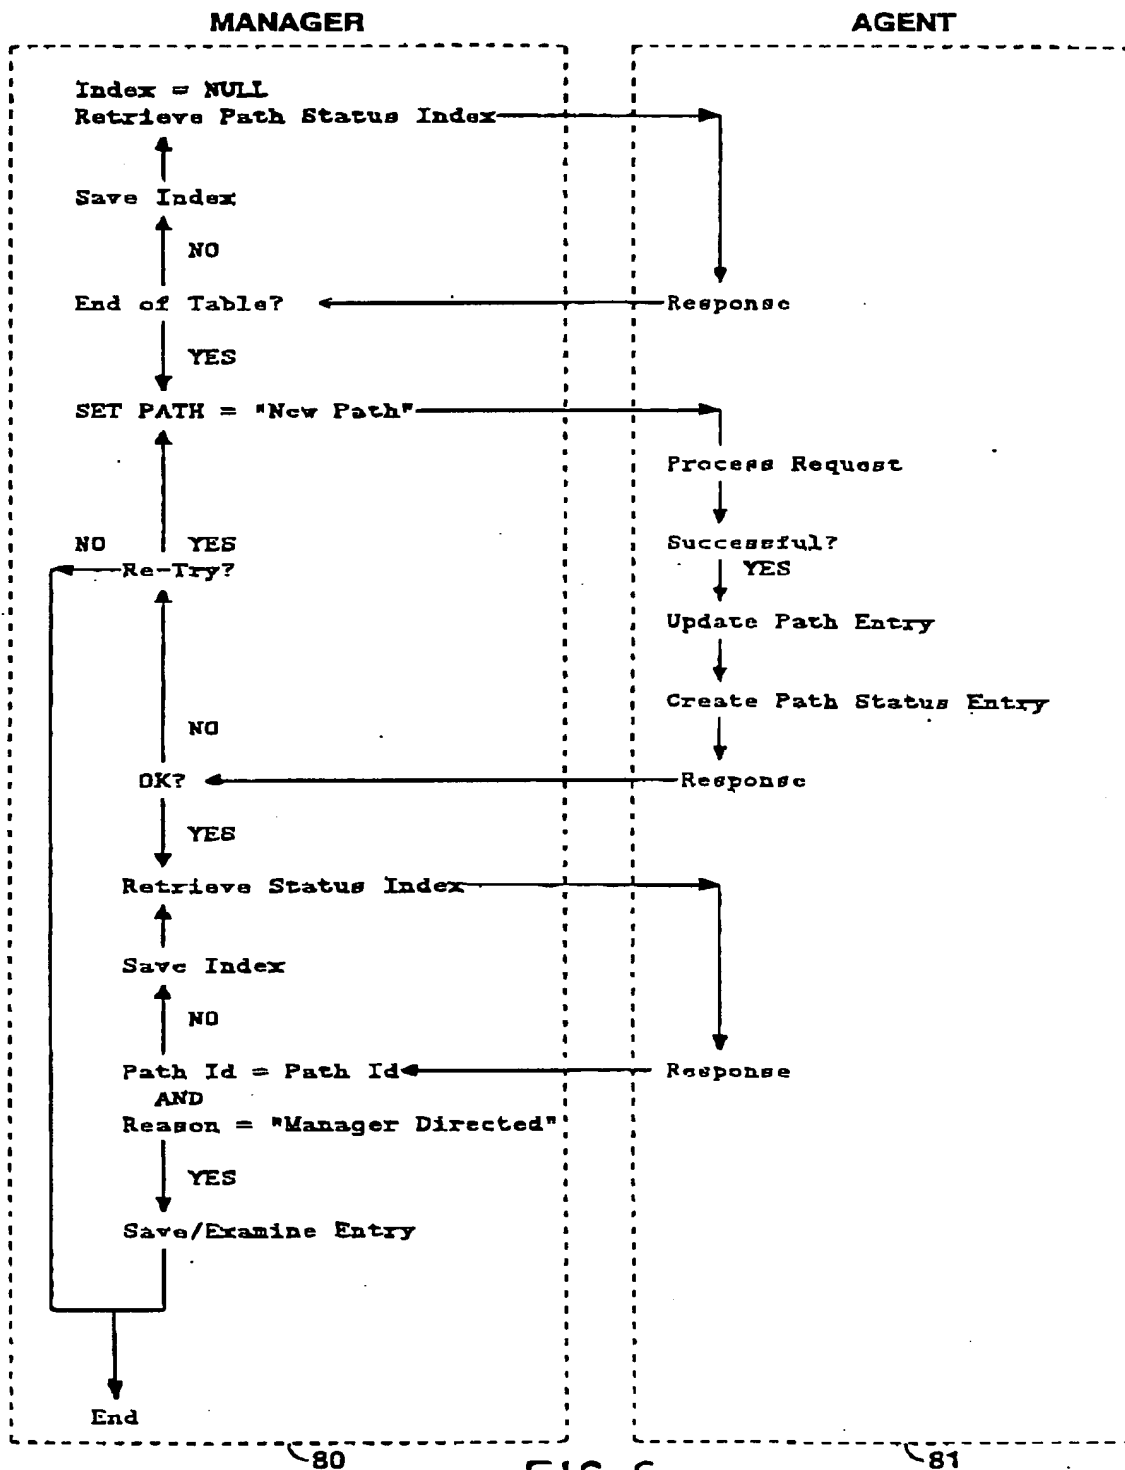 MANAGER AGENT
Index = NULL
Retrieve Path Status Index
Save Index
NO
End of Table? Response
YES
SET PATH = "New Path"
Process Request
NO YES Successful?
Re-Try? YES
Update Path Entry
Create Path Status Entry
NO
OK? Response
YES
Retrieve Status Index
Save Index
NO
Path Id = Path Id Response
AND
Reason = "Manager Directed"
YES
Save/Examine Entry
End
80 81